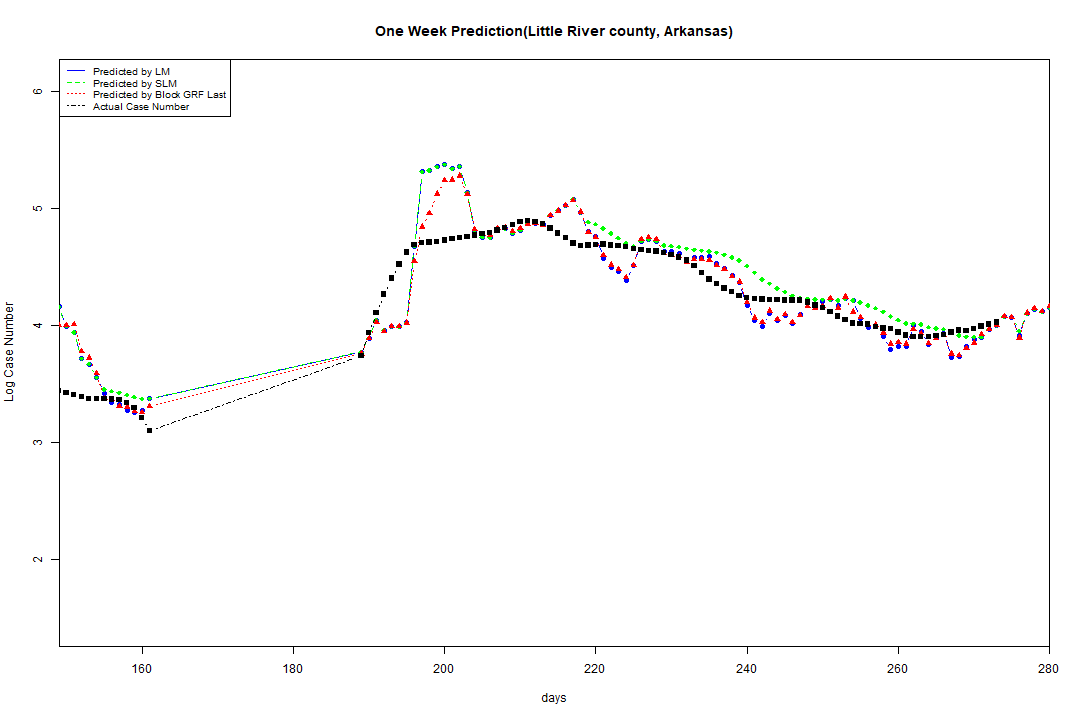 One Week Prediction(Little River county, Arkansas)
Predicted by LM
Predicted by SLM
Predicted by Block GRF Last
Actual Case Number
Log Case Number
6
5
4
3
2
160 180 200 220 240 260 280
days